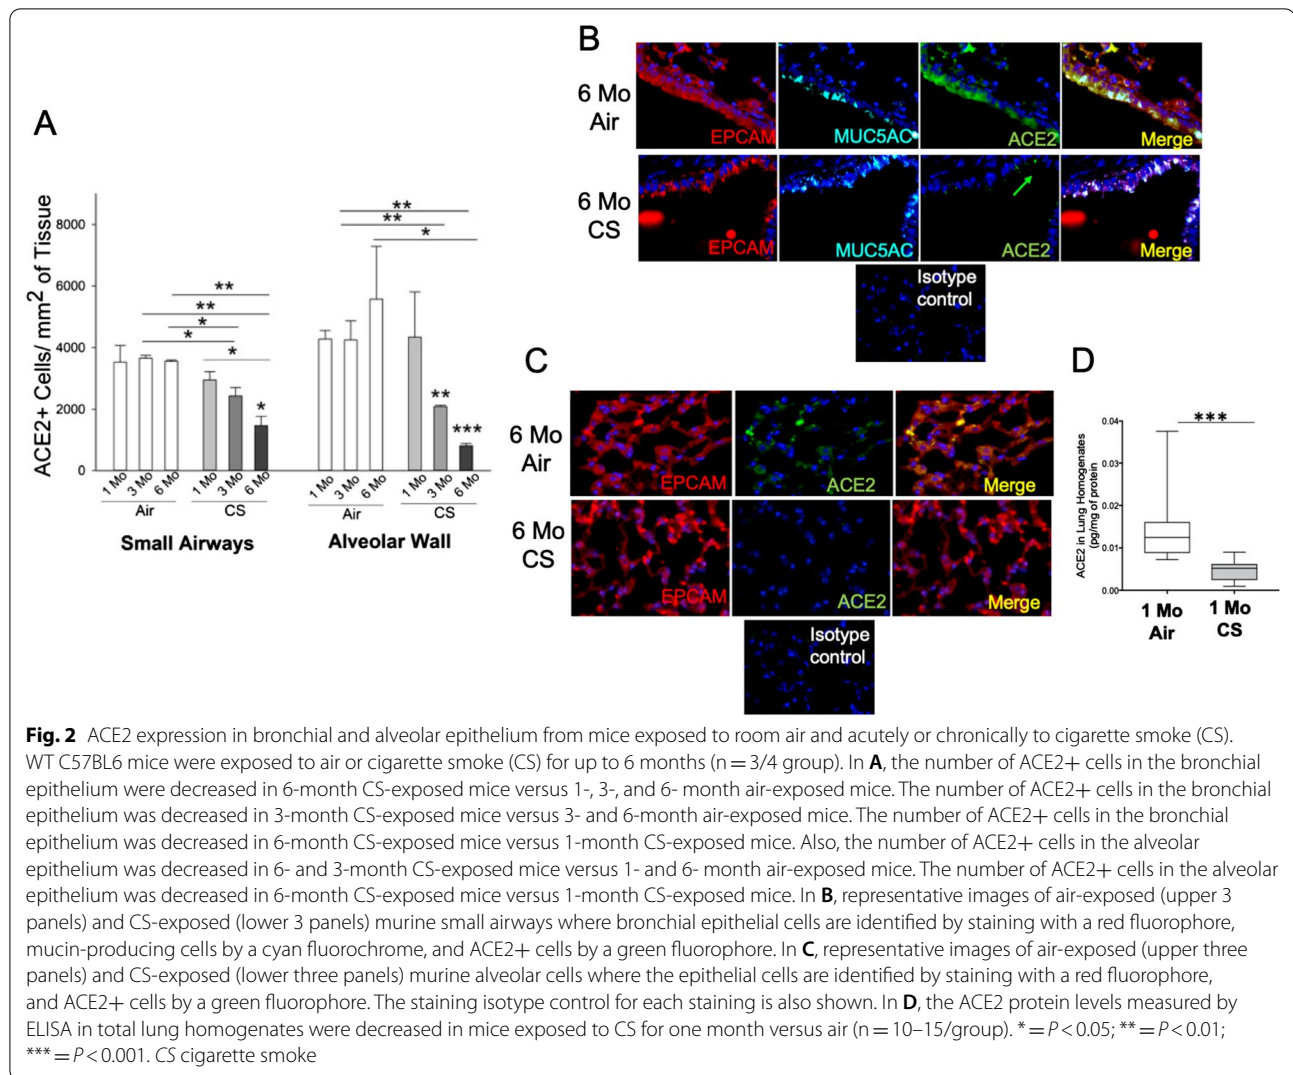 A
ACE2+ Cells/ mm2 of Tissue
8000
6000
4000
2000
0
**
**
*
*
*
*
**
**
*
**
***
1 Mo
3 Mo
6 Mo
1 Mo
3 Mo
6 Mo
1 Mo
3 Mo
6 Mo
1 Mo
3 Mo
6 Mo
Air
CS
Air
CS
Small Airways
Alveolar Wall
B
6 Mo
Air
EPCAM
MUC5AC
ACE2
Merge
6 Mo
CS
EPCAM
MUC5AC
ACE2
Merge
Isotype
control
C
6 Mo
Air
EPCAM
ACE2
Merge
6 Mo
CS
EPCAM
ACE2
Merge
Isotype
control
D
ACE2 in Lung Homogenates
(pg/mg of protein)
0.04
0.03
0.02
0.01
0.00
***
1 Mo
Air
1 Mo
CS
Fig. 2 ACE2 expression in bronchial and alveolar epithelium from mice exposed to room air and acutely or chronically to cigarette smoke (CS).
WT C57BL6 mice were exposed to air or cigarette smoke (CS) for up to 6 months (n = 3/4 group). In A, the number of ACE2+ cells in the bronchial
epithelium were decreased in 6-month CS-exposed mice versus 1-, 3-, and 6- month air-exposed mice. The number of ACE2+ cells in the bronchial
epithelium was decreased in 3-month CS-exposed mice versus 3- and 6-month air-exposed mice. The number of ACE2+ cells in the bronchial
epithelium was decreased in 6-month CS-exposed mice versus 1-month CS-exposed mice. Also, the number of ACE2+ cells in the alveolar
epithelium was decreased in 6- and 3-month CS-exposed mice versus 1- and 6- month air-exposed mice. The number of ACE2+ cells in the alveolar
epithelium was decreased in 6-month CS-exposed mice versus 1-month CS-exposed mice. In B, representative images of air-exposed (upper 3
panels) and CS-exposed (lower 3 panels) murine small airways where bronchial epithelial cells are identified by staining with a red fluorophore,
mucin-producing cells by a cyan fluorochrome, and ACE2+ cells by a green fluorophore. In C, representative images of air-exposed (upper three
panels) and CS-exposed (lower three panels) murine alveolar cells where the epithelial cells are identified by staining with a red fluorophore,
and ACE2+ cells by a green fluorophore. The staining isotype control for each staining is also shown. In D, the ACE2 protein levels measured by
ELISA in total lung homogenates were decreased in mice exposed to CS for one month versus air (n = 10–15/group). * = P < 0.05; ** = P < 0.01;
*** = P < 0.001. CS cigarette smoke